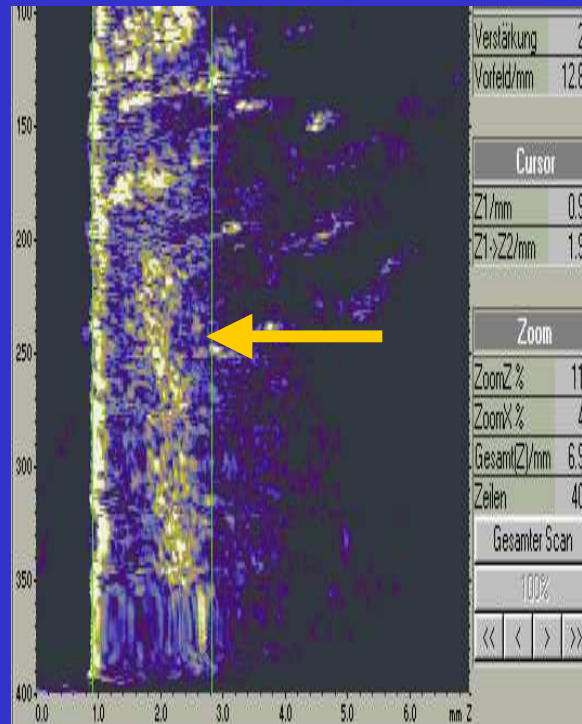 100
Verstärkung
Vorfeld/mm 12.8
150
Cursor
Z1/mm
200
Z1->Z2/mm
Zoom
250
ZoomZ %
ZoomX %
300
Gesamt(Z)/mm
Zeilen
Gesamter Scan
350
100%
<< < > >>
400
0.0 1.0 2.0 3.0 4.0 5.0 6.0 mm Z